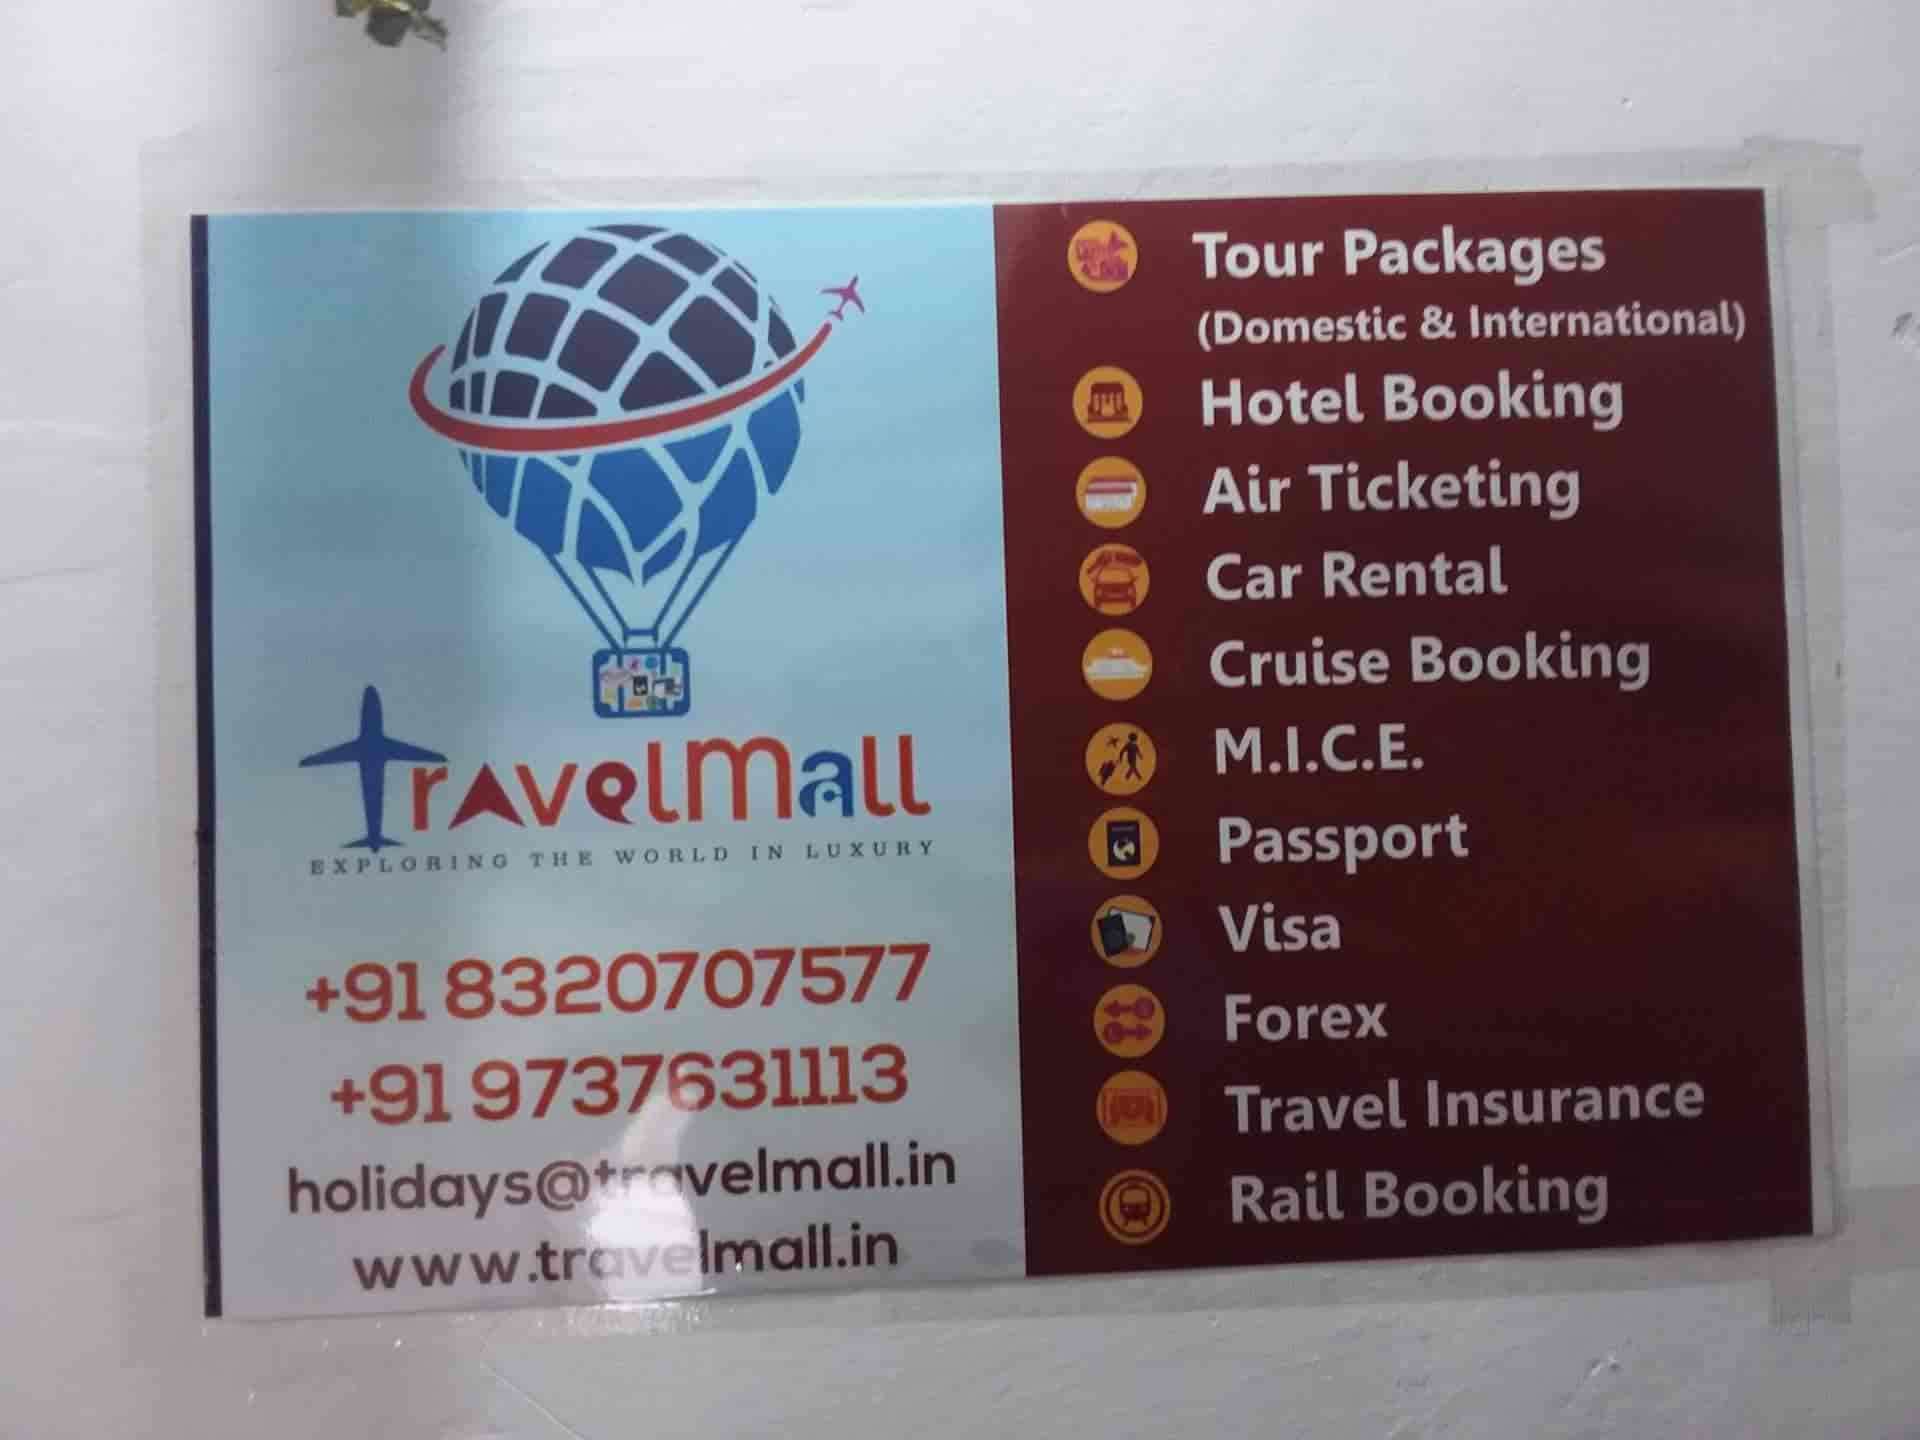 TravelMall
EXPLORING THE WORLD IN LUXURY
+91 8320707577
+91 9737631113
holidays@travelmall.in
www.travelmall.in
Tour Packages
(Domestic & International)
Hotel Booking
Air Ticketing
Car Rental
Cruise Booking
M.I.C.E.
Passport
Visa
Forex
Travel Insurance
Rail Booking